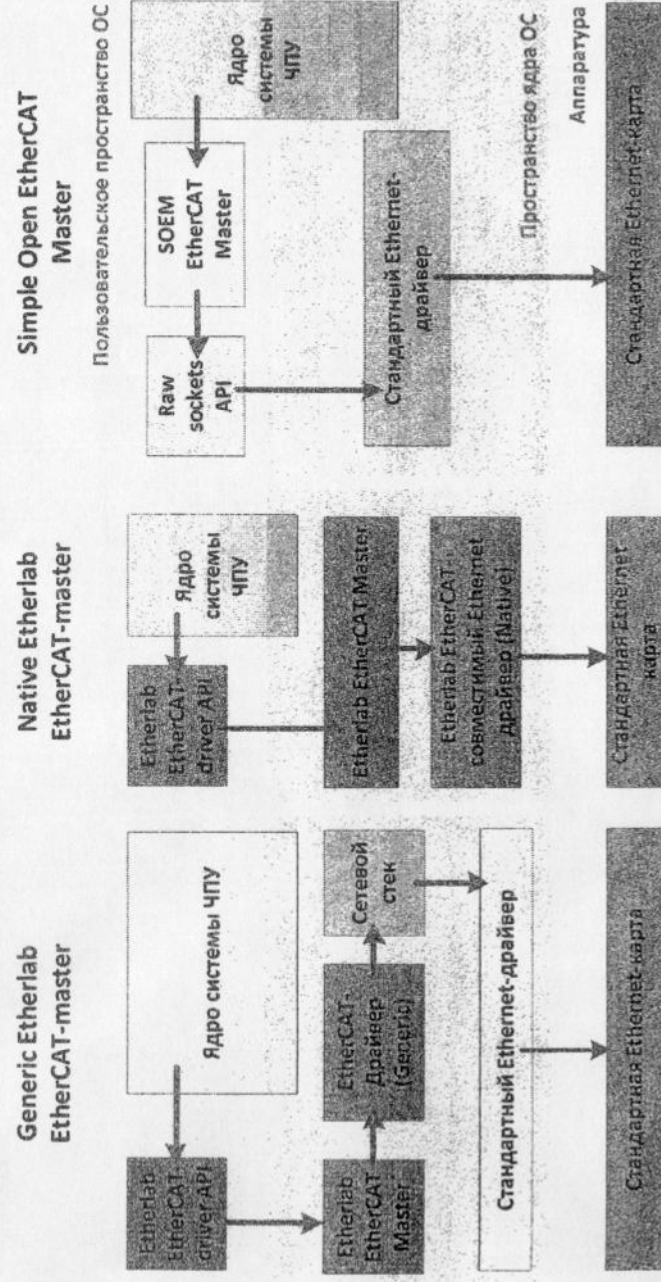 Generic Etherlab
EtherCAT-master
Ядро системы ЧПУ
Etherlab
EtherCAT-
driver API
Etherlab
EtherCAT
Master
EtherCAT-
Драйвер
(Generic)
Сетевой
стек
Стандартный Ethernet-драйвер
Стандартная Ethernet-карта
Native Etherlab
EtherCAT-master
Etherlab
EtherCAT-
driver API
Ядро
системы
ЧПУ
Etherlab EtherCAT Master
Etherlab EtherCAT -
совместимый Ethernet
драйвер (Native)
Стандартная Ethernet
карта
Simple Open EtherCAT
Master
Пользовательское пространство ОС
Raw
sockets
API
SOEM
EtherCAT
Master
Ядро
системы
ЧПУ
Стандартный Ethernet-
драйвер
Пространство ядра ОС
Аппаратура
Стандартная Ethernet-карта